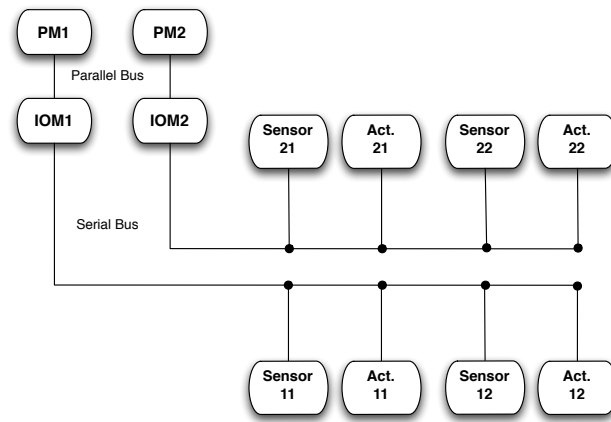 PM1
PM2
Parallel Bus
IOM1
IOM2
Sensor
21
Act.
21
Sensor
22
Act.
22
Serial Bus
Sensor
11
Act.
11
Sensor
12
Act.
12